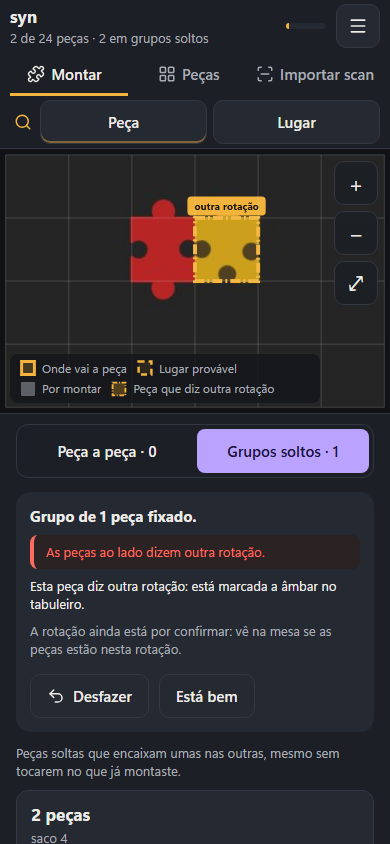 syn
2 de 24 peças · 2 em grupos soltos
Montar
Peças
Importar scan
Peça
Lugar
outra rotação
+
−
Onde vai a peça
Lugar provável
Por montar
Peça que diz outra rotação
Peça a peça · 0
Grupos soltos · 1
Grupo de 1 peça fixado.
As peças ao lado dizem outra rotação.
Esta peça diz outra rotação: está marcada a âmbar no
tabuleiro.
A rotação ainda está por confirmar: vê na mesa se as
peças estão nesta rotação.
Desfazer
Está bem
Peças soltas que encaixam umas nas outras, mesmo sem
tocarem no que já montaste.
2 peças
saco 4